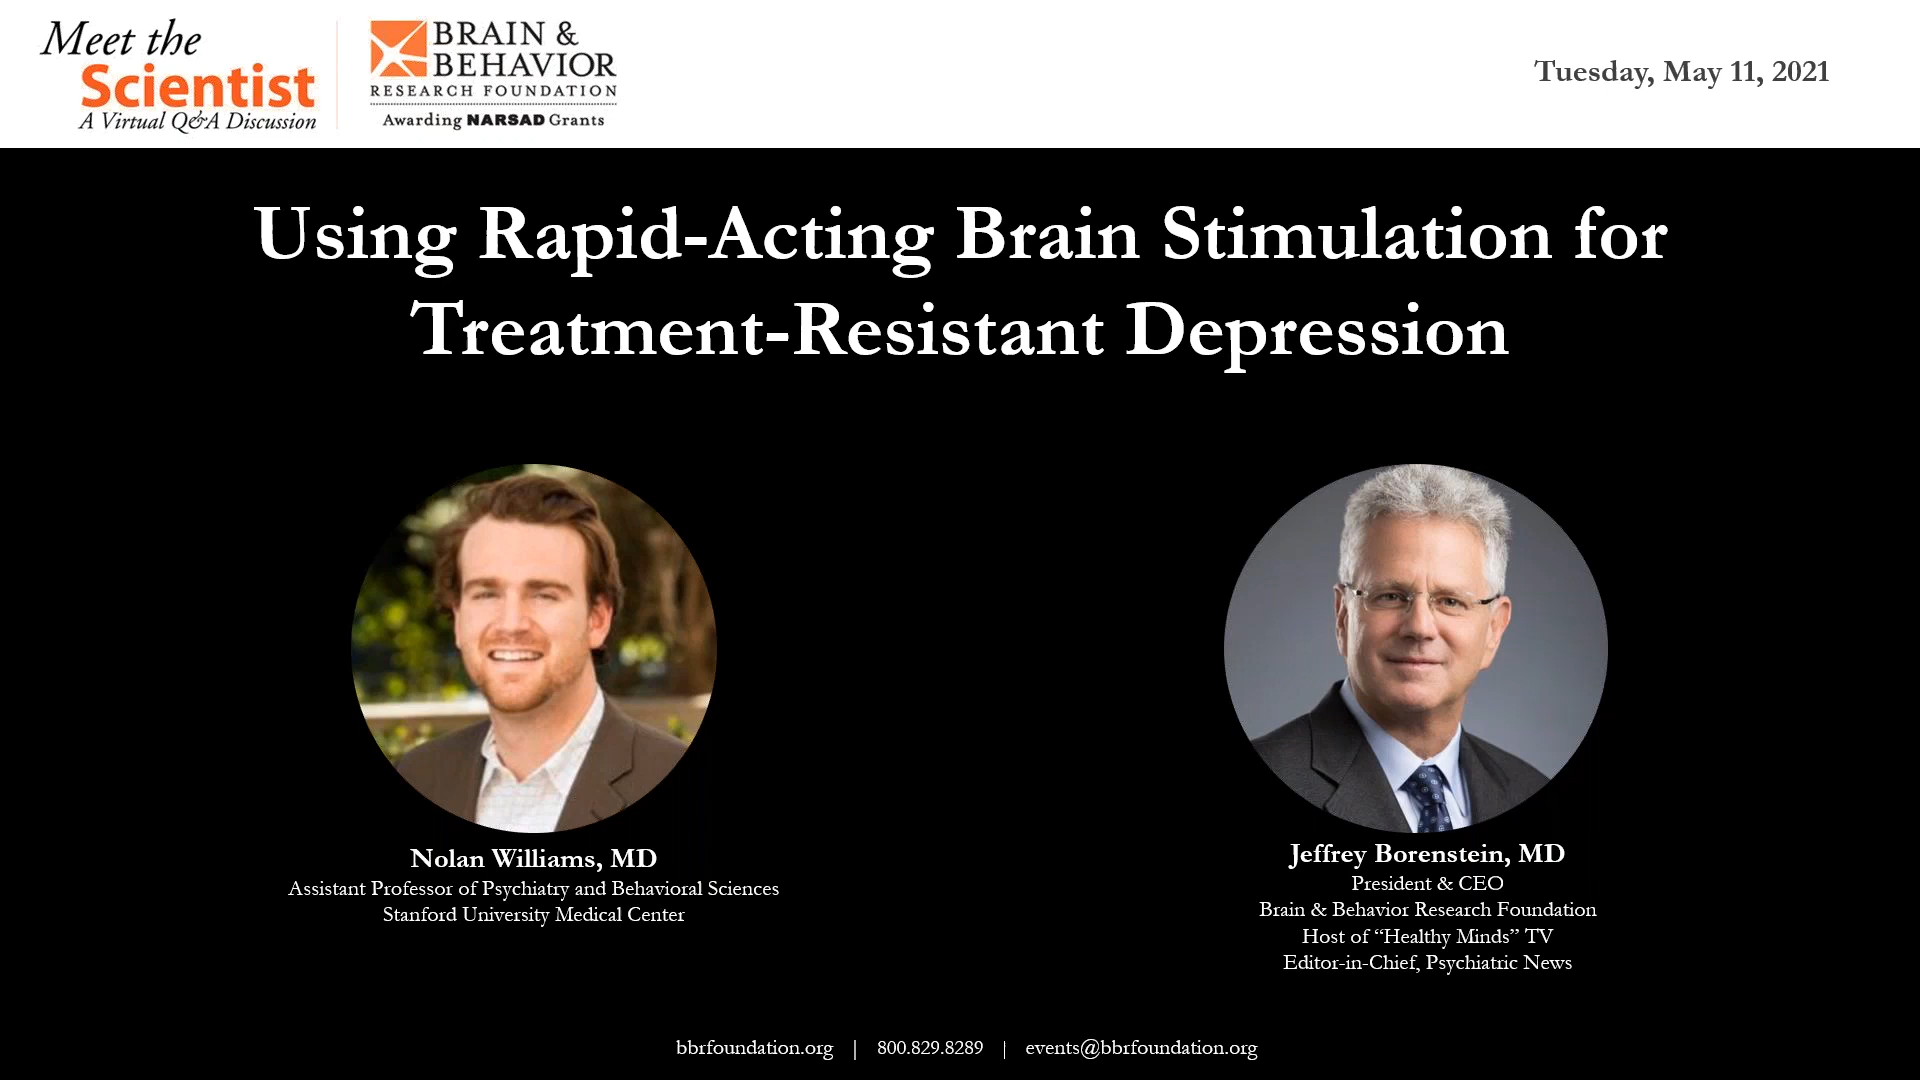 Meet the
Scientist
A Virtual Q&A Discussion
BRAIN &
BEHAVIOR
RESEARCH FOUNDATION
Awarding NARSAD Grants
Tuesday, May 11, 2021
Using Rapid-Acting Brain Stimulation for
Treatment-Resistant Depression
Nolan Williams, MD
Assistant Professor of Psychiatry and Behavioral Sciences
Stanford University Medical Center
Jeffrey Borenstein, MD
President & CEO
Brain & Behavior Research Foundation
Host of “Healthy Minds” TV
Editor-in-Chief, Psychiatric News
bbrfoundation.org | 800.829.8289 | events@bbrfoundation.org